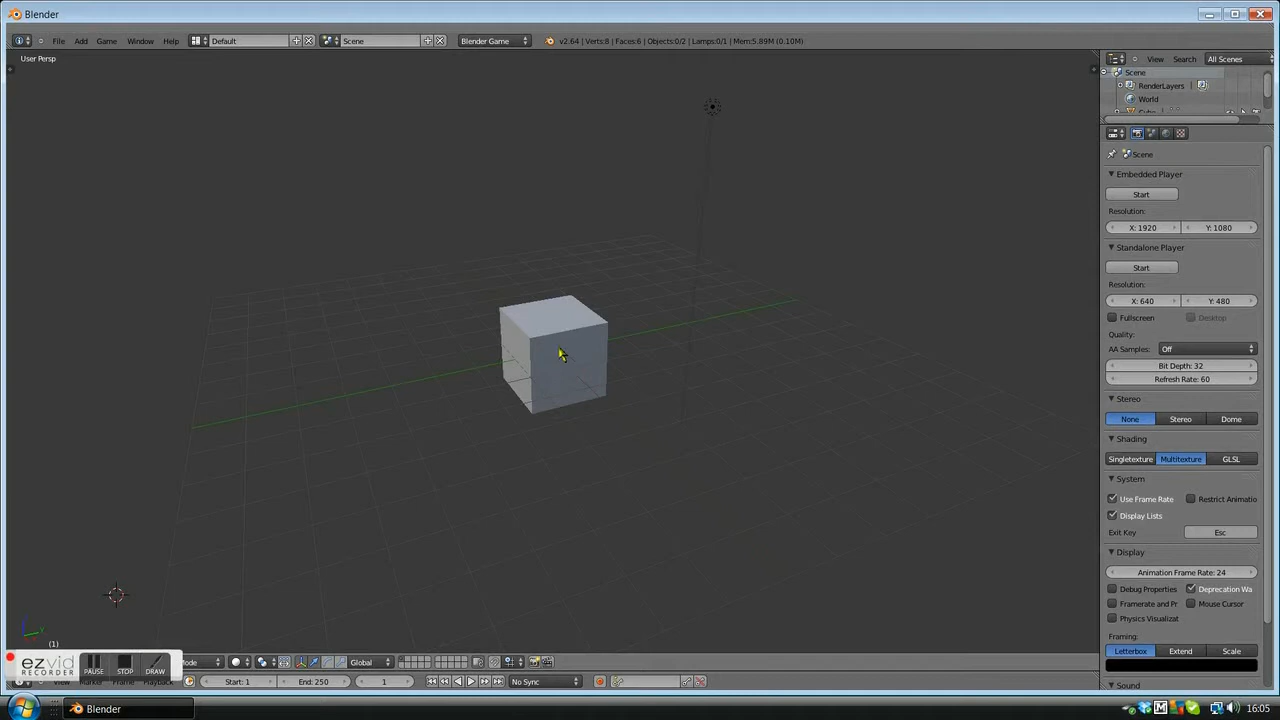 Blender
File Add Game Window Help Default Scene Blender Game v2.64 | Verts:8 | Faces:6 | Objects:0/2 | Lamps:0/1 | Mem:5.89M (0.10M)
User Persp
View Search All Scenes
Scene
RenderLayers
World
Cube
Scene
Embedded Player
Start
Resolution:
X: 1920 Y: 1080
Standalone Player
Start
Resolution:
X: 640 Y: 480
Fullscreen Desktop
Quality:
AA Samples: Off
Bit Depth: 32
Refresh Rate: 60
Stereo
None Stereo Dome
Shading
Singletexture Multitexture GLSL
System
Use Frame Rate Restrict Animatio
Display Lists
Exit Key Esc
Display
Animation Frame Rate: 24
Debug Properties Deprecation Wa
Framerate and Pr Mouse Cursor
Physics Visualizat
Framing:
Letterbox Extend Scale
Sound
(1)
ezvid
RECORDER
PAUSE STOP DRAW
Mode Global
View Marker Frame Playback Start: 1 End: 250 1 No Sync
Blender 16:05